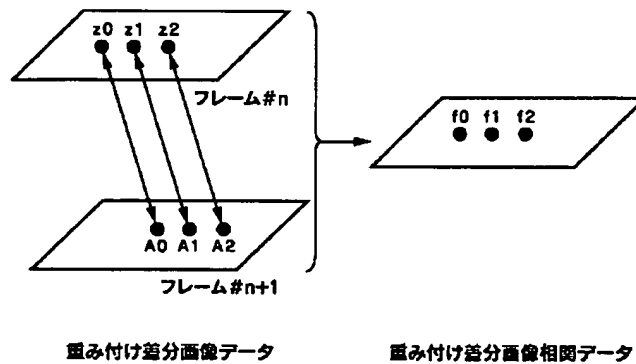 z0 z1 z2
フレーム#n
f0 f1 f2
A0 A1 A2
フレーム#n+1
重み付け差分画像データ
重み付け差分画像相関データ